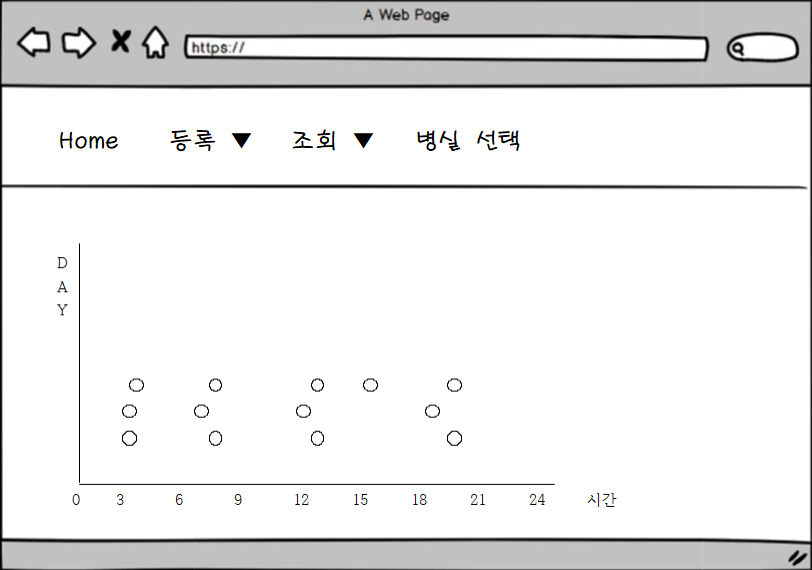 A Web Page
https://
Home 등록 ▼ 조회 ▼ 병실 선택
D
A
Y
0 3 6 9 12 15 18 21 24 시간